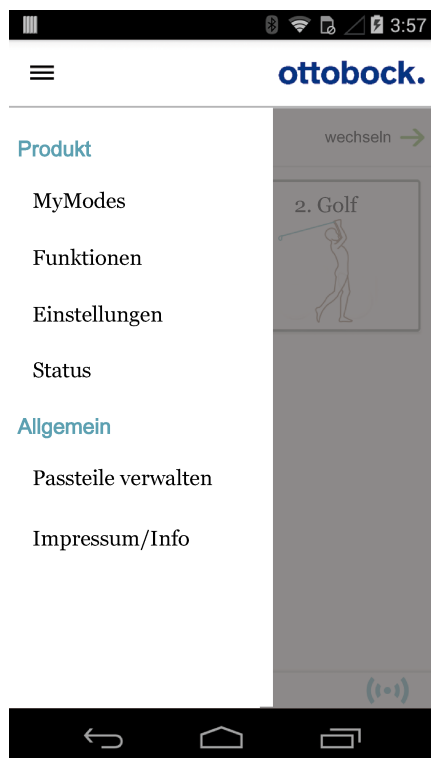 3:57
ottobock.
Produkt
MyModes
Funktionen
Einstellungen
Status
Allgemein
Passteile verwalten
Impressum/Info
wechseln
2. Golf